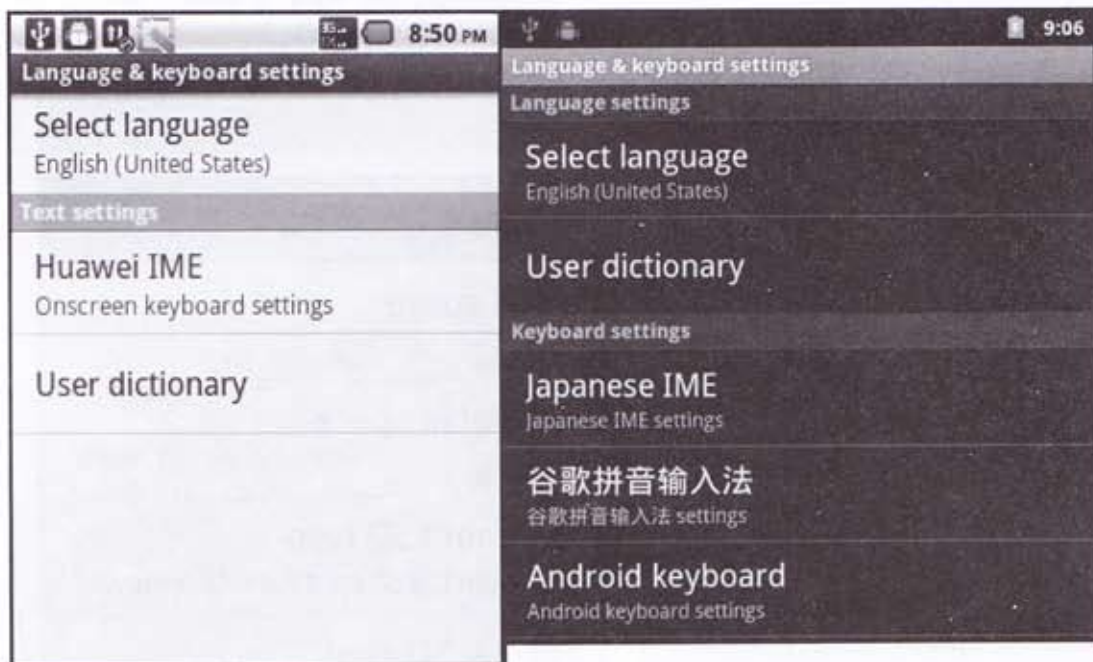 8:50 PM
Language & keyboard settings
Select language
English (United States)
Text settings
Huawei IME
Onscreen keyboard settings
User dictionary
9:06
Language & keyboard settings
Language settings
Select language
English (United States)
User dictionary
Keyboard settings
Japanese IME
Japanese IME settings
谷歌拼音输入法
谷歌拼音输入法 settings
Android keyboard
Android keyboard settings